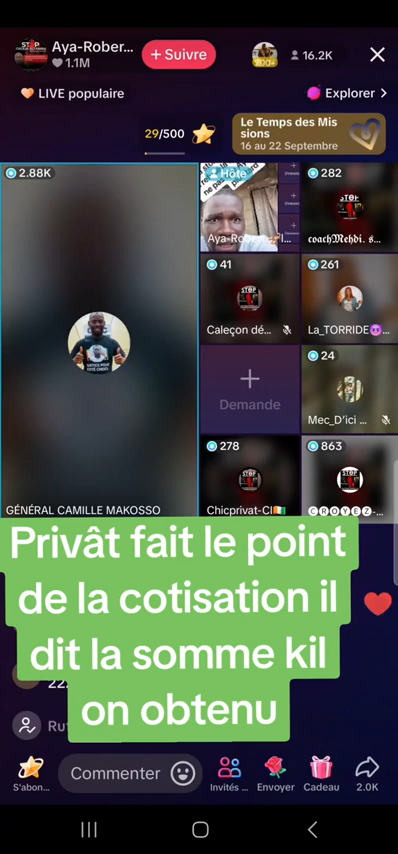 Aya-Rober...
1.1M
+ Suivre
16.2K
LIVE populaire
Explorer
29/500
Le Temps des Mis
sions
16 au 22 Septembre
2.88K
Hôte
282
Aya-Rober
coachMehdi. s...
41
261
Caleçon dé...
La_TORRIDE
24
Demande
Mec_D'ici ...
278
863
GÉNÉRAL CAMILLE MAKOSSO
Chicprivat-CI
CROYEZ-...
Privât fait le point
de la cotisation il
dit la somme kil
on obtenu
S'abon...
Commenter
Invités ...
Envoyer
Cadeau
2.0K